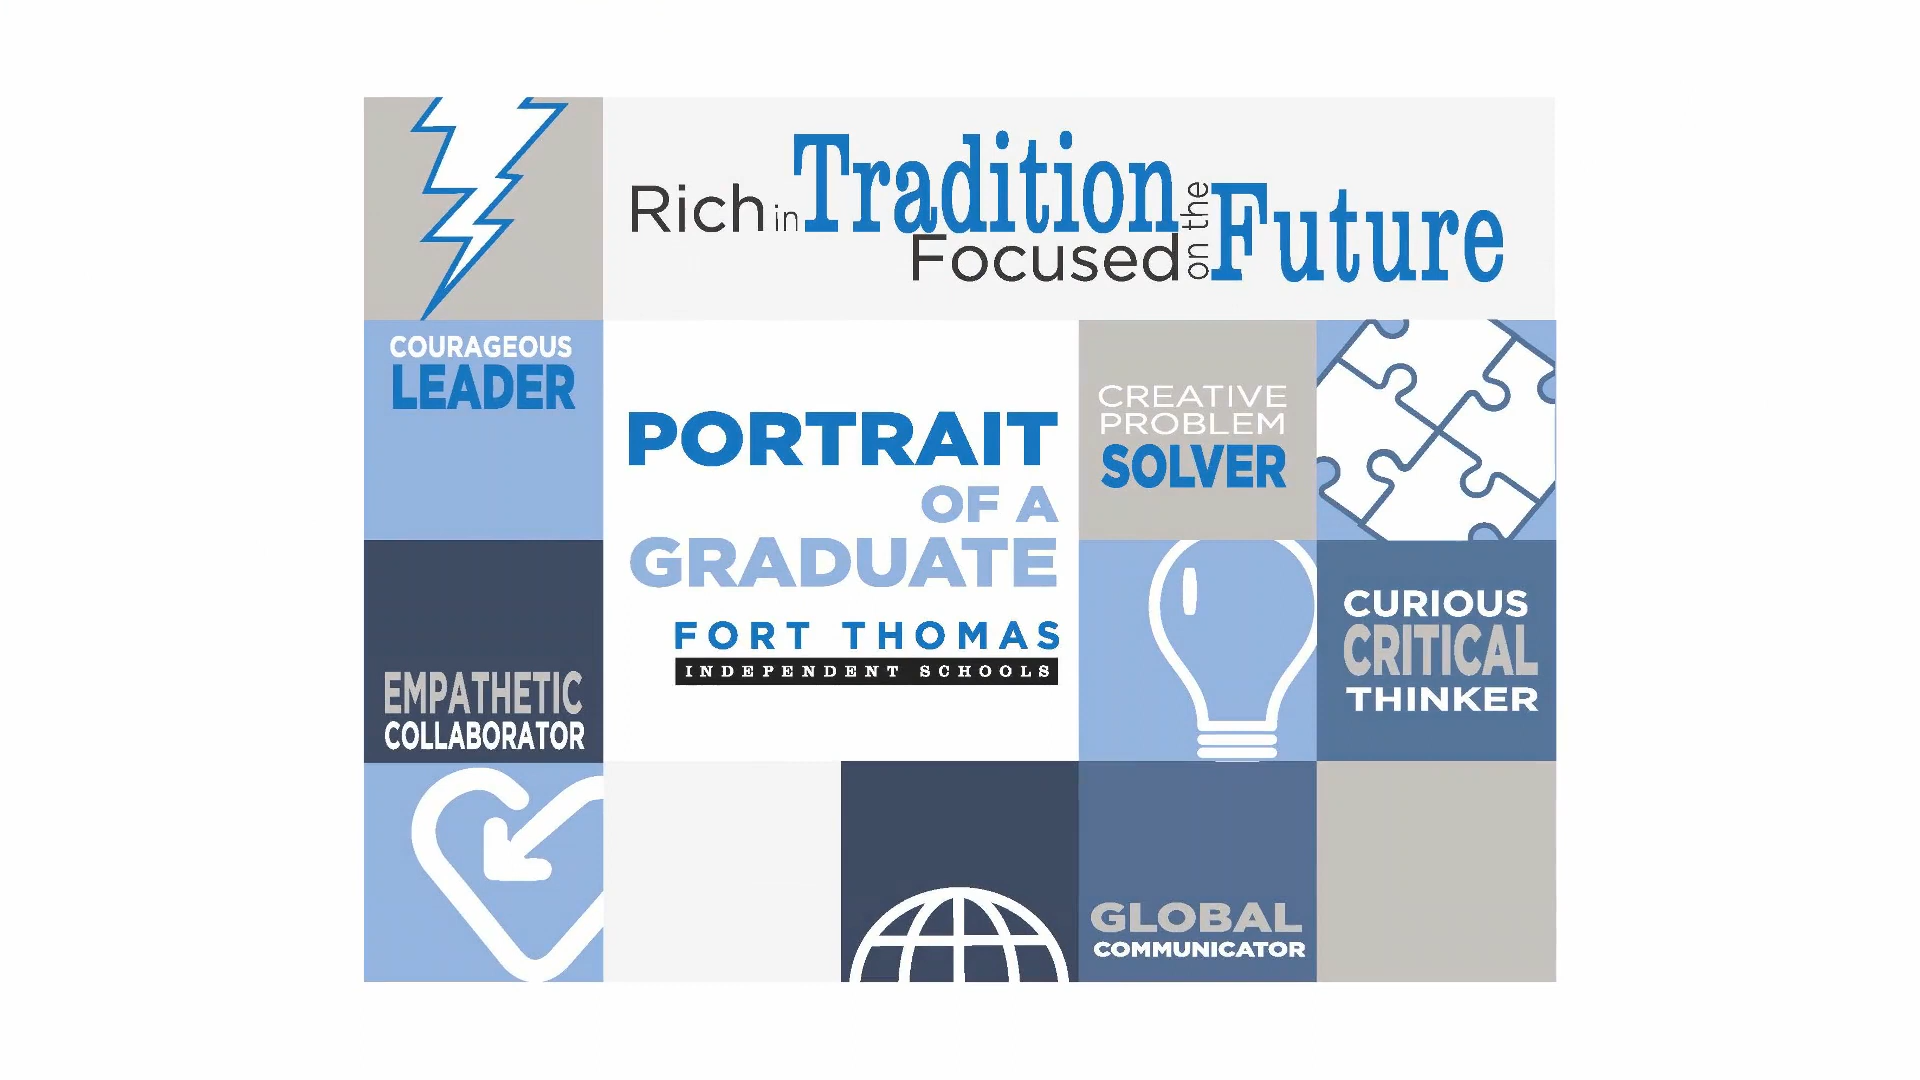 Rich in Tradition
Focused on the Future
COURAGEOUS
LEADER
PORTRAIT
OF A
GRADUATE
FORT THOMAS
INDEPENDENT SCHOOLS
CREATIVE
PROBLEM
SOLVER
CURIOUS
CRITICAL
THINKER
EMPATHETIC
COLLABORATOR
GLOBAL
COMMUNICATOR